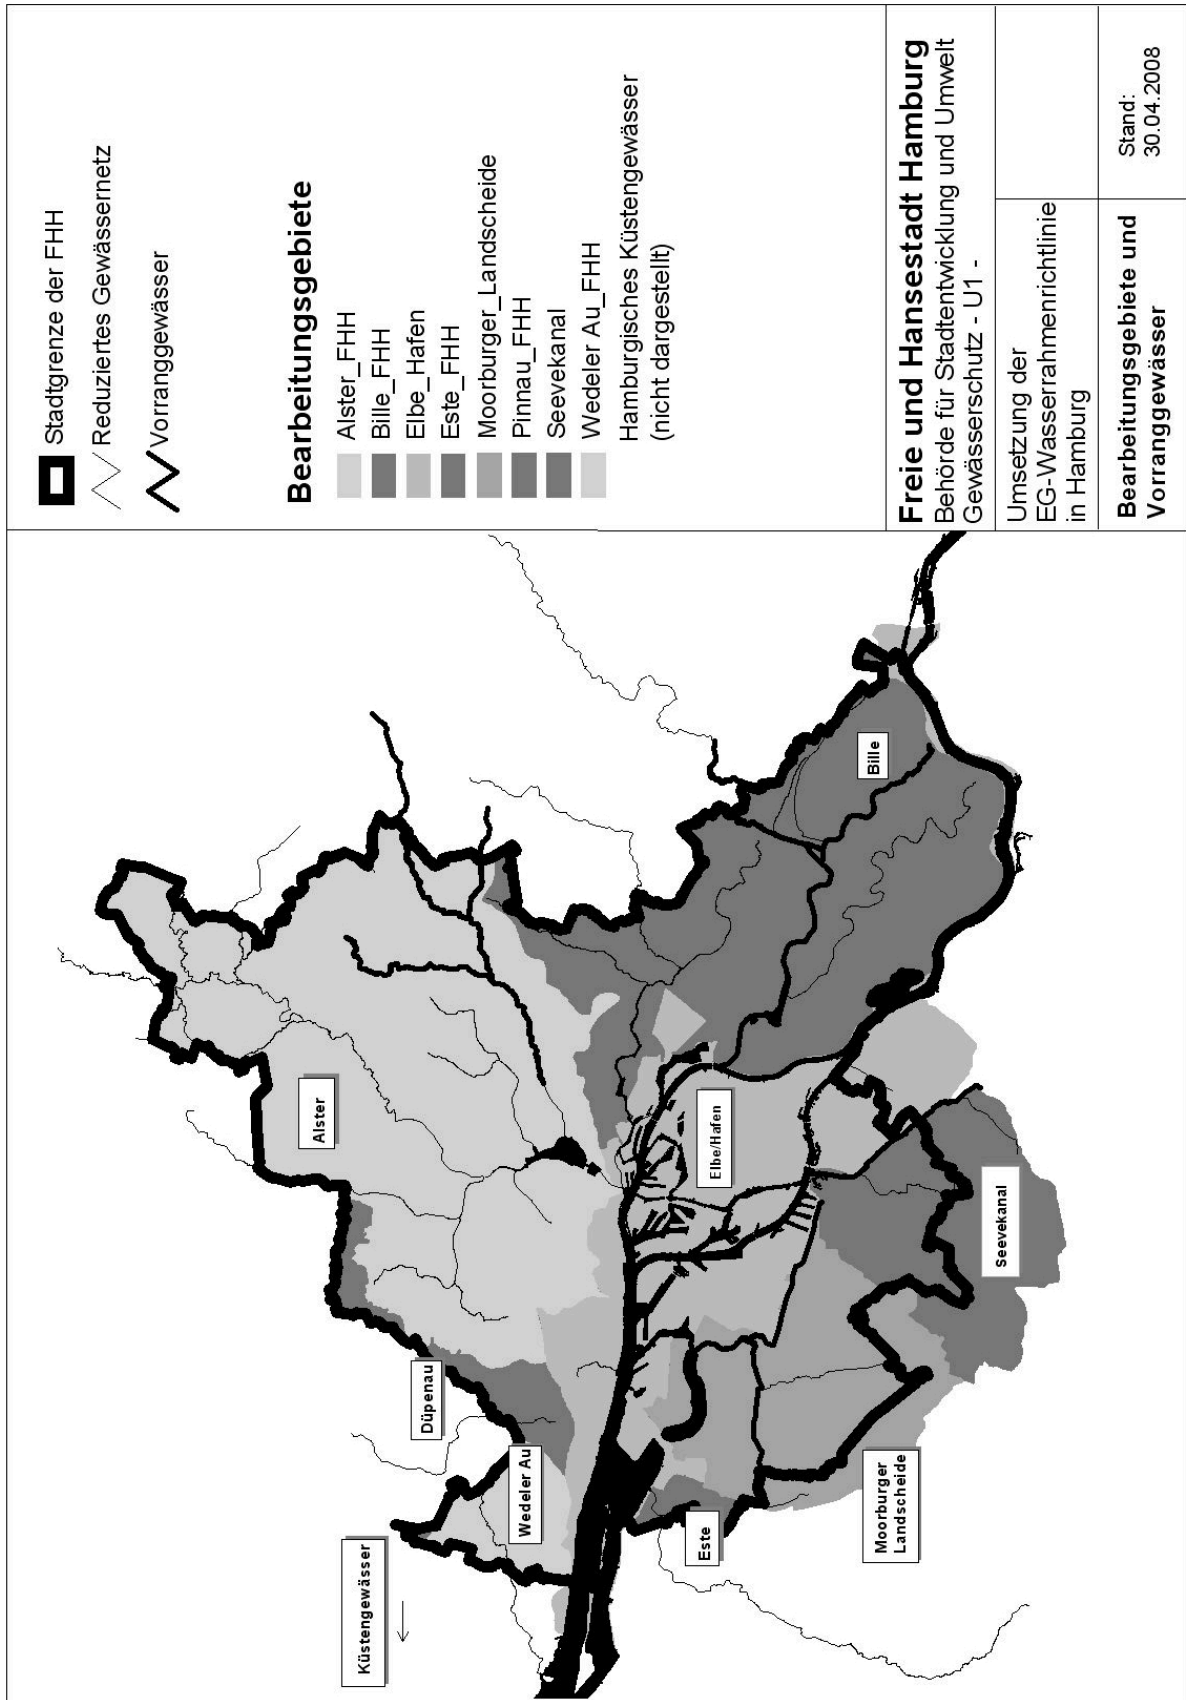 Stadtgrenze der FHH
Reduziertes Gewässernetz
Vorranggewässer
Bearbeitungsgebiete
Alster_FHH
Bille_FHH
Elbe_Hafen
Este_FHH
Moorburger_Landscheide
Pinnau_FHH
Seevekanal
Wedeler Au_FHH
Hamburgisches Küstengewässer
(nicht dargestellt)
Freie und Hansestadt Hamburg
Behörde für Stadtentwicklung und Umwelt
Gewässerschutz - U1 -
Umsetzung der
EG-Wasserrahmenrichtlinie
in Hamburg
Bearbeitungsgebiete und
Vorranggewässer
Stand:
30.04.2008
Küstengewässer
Düpenau
Wedeler Au
Alster
Bille
Elbe/Hafen
Este
Moorburger
Landscheide
Seevekanal